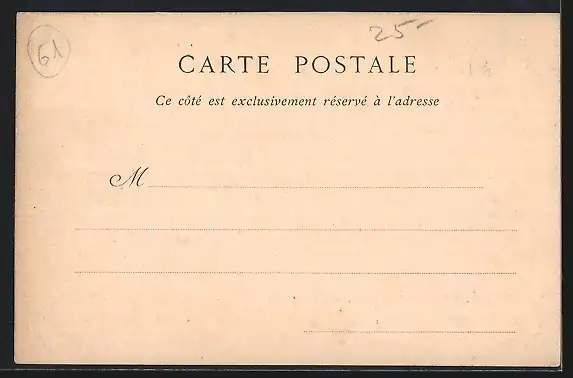 61
25-
CARTE POSTALE
Ce côté est exclusivement réservé à l'adresse
M